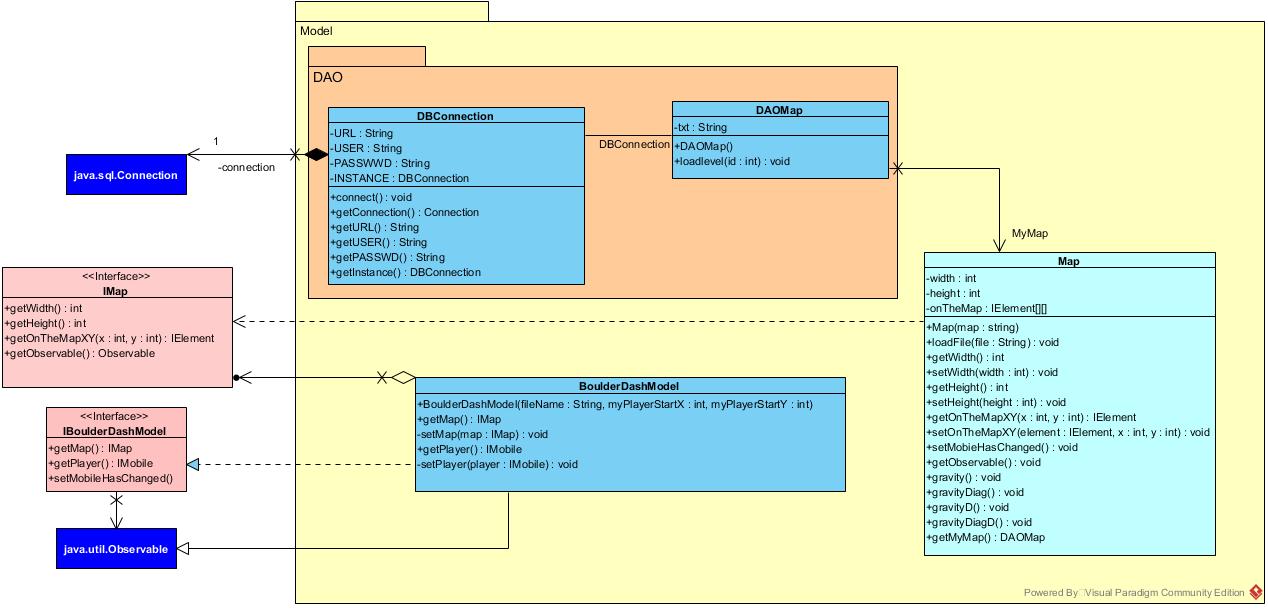 Model
DAO
DBConnection
-URL : String
-USER : String
-PASSWWD : String
-INSTANCE : DBConnection
+connect() : void
+getConnection() : Connection
+getURL() : String
+getUSER() : String
+getPASSWD() : String
+getInstance() : DBConnection
DBConnection
DAOMap
-txt : String
+DAOMap()
+loadlevel(id : int) : void
1
-connection
java.sql.Connection
MyMap
Map
-width : int
-height : int
-onTheMap : IElement[][]
+Map(map : string)
+loadFile(file : String) : void
+getWidth() : int
+setWidth(width : int) : void
+getHeight() : int
+setHeight(height : int) : void
+getOnTheMapXY(x : int, y : int) : IElement
+setOnTheMapXY(element : IElement, x : int, y : int) : void
+setMobieHasChanged() : void
+getObservable() : void
+gravity() : void
+gravityDiag() : void
+gravityD() : void
+gravityDiagD() : void
+getMyMap() : DAOMap
<<Interface>>
IMap
+getWidth() : int
+getHeight() : int
+getOnTheMapXY(x : int, y : int) : IElement
+getObservable() : Observable
BoulderDashModel
+BoulderDashModel(fileName : String, myPlayerStartX : int, myPlayerStartY : int)
+getMap() : IMap
-setMap(map : IMap) : void
+getPlayer() : IMobile
-setPlayer(player : IMobile) : void
<<Interface>>
IBoulderDashModel
+getMap() : IMap
+getPlayer() : IMobile
+setMobileHasChanged()
java.util.Observable
Powered By Visual Paradigm Community Edition